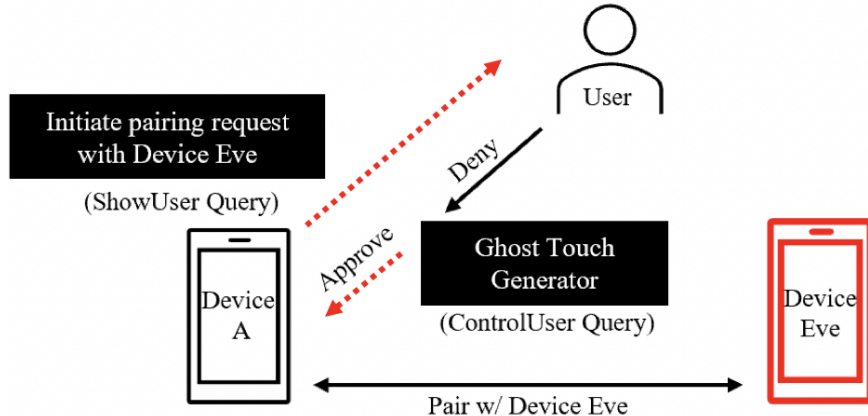 User
Initiate pairing request
with Device Eve
(ShowUser Query)
Deny
Approve
Ghost Touch
Generator
(ControlUser Query)
Device
A
Device
Eve
Pair w/ Device Eve